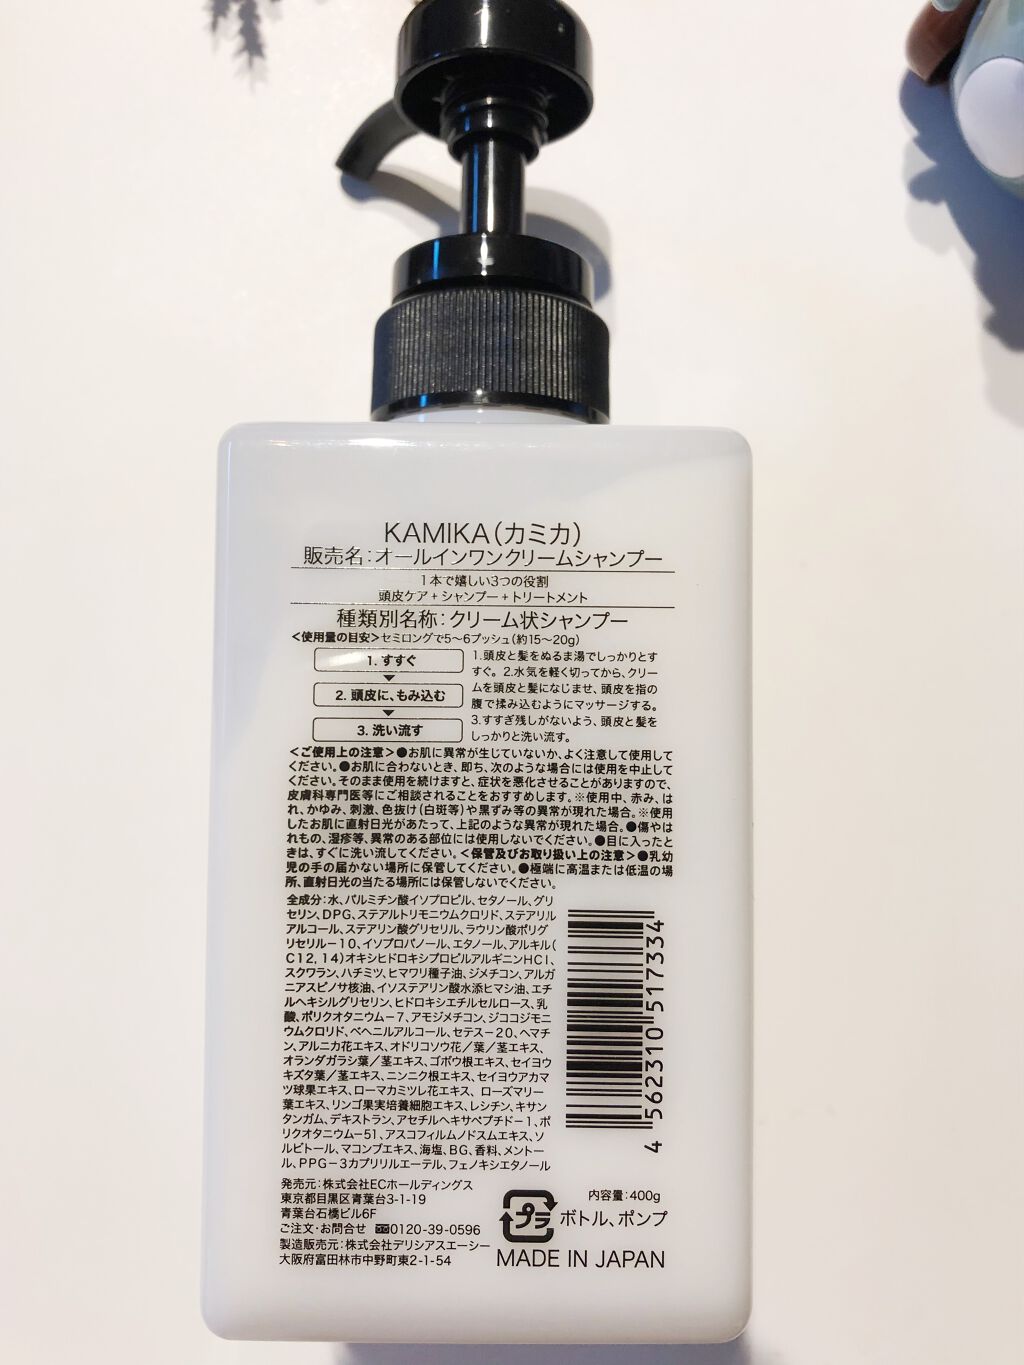 KAMIKA(カミカ)
販売名:オールインワンクリームシャンプー
1本で嬉しい3つの役割
頭皮ケア+シャンプー+トリートメント
種類別名称:クリーム状シャンプー
<使用量の目安>セミロングで5〜6プッシュ(約15〜20g)
1. すすぐ
2. 頭皮に、もみ込む
3. 洗い流す
1.頭皮と髪をぬるま湯でしっかりとす
すぐ。2.水気を軽く切ってから、クリー
ムを頭皮と髪になじませ、頭皮を指の
腹で揉み込むようにマッサージする。
3.すすぎ残しがないよう、頭皮と髪を
しっかりと洗い流す。
<ご使用上の注意>●お肌に異常が生じていないか、よく注意して使用して
ください。●お肌に合わないとき、即ち、次のような場合には使用を中止して
ください。そのまま使用を続けますと、症状を悪化させることがありますので、
皮膚科専門医等にご相談されることをおすすめします。※使用中、赤み、は
れ、かゆみ、刺激、色抜け(白斑等)や黒ずみ等の異常が現れた場合。※使用
したお肌に直射日光があたって、上記のような異常が現れた場合。●傷やは
れもの、湿疹等、異常のある部位には使用しないでください。●目に入ったと
きは、すぐに洗い流してください。<保管及びお取り扱い上の注意>●乳幼
児の手の届かない場所に保管してください。●極端に高温または低温の場
所、直射日光の当たる場所には保管しないでください。
全成分:水、パルミチン酸イソプロピル、セタノール、グリ
セリン、DPG、ステアルトリモニウムクロリド、ステアリル
アルコール、ステアリン酸グリセリル、ラウリン酸ポリグ
リセリル−10、イソプロパノール、エタノール、アルキル(
C12, 14)オキシヒドロキシプロピルアルギニンHCl、
スクワラン、ハチミツ、ヒマワリ種子油、ジメチコン、アルガ
ニアスピノサ核油、イソステアリン酸水添ヒマシ油、エチ
ルヘキシルグリセリン、ヒドロキシエチルセルロース、乳
酸、ポリクオタニウム−7、アモジメチコン、ジココジモニ
ウムクロリド、ベヘニルアルコール、セテス−20、ヘマチ
ン、アルニカ花エキス、オドリコソウ花/葉/茎エキス、
オランダガラシ葉/茎エキス、ゴボウ根エキス、セイヨウ
キズタ葉/茎エキス、ニンニク根エキス、セイヨウアカマ
ツ球果エキス、ローマカミツレ花エキス、ローズマリー
葉エキス、リンゴ果実培養細胞エキス、レシチン、キサン
タンガム、デキストラン、アセチルヘキサペプチド−1、ポ
リクオタニウム−51、アスコフィルムノドスムエキス、ソ
ルビトール、マコンブエキス、海塩、BG、香料、メントー
ル、PPG−3カプリリルエーテル、フェノキシエタノール
4 562310 517334
発売元:株式会社ECホールディングス
東京都目黒区青葉台3-1-19
青葉台石橋ビル6F
ご注文・お問合せ 0120-39-0596
製造販売元:株式会社デリシアスエーシー
大阪府富田林市中野町東2-1-54
内容量:400g
プラ
ボトル、ポンプ
MADE IN JAPAN